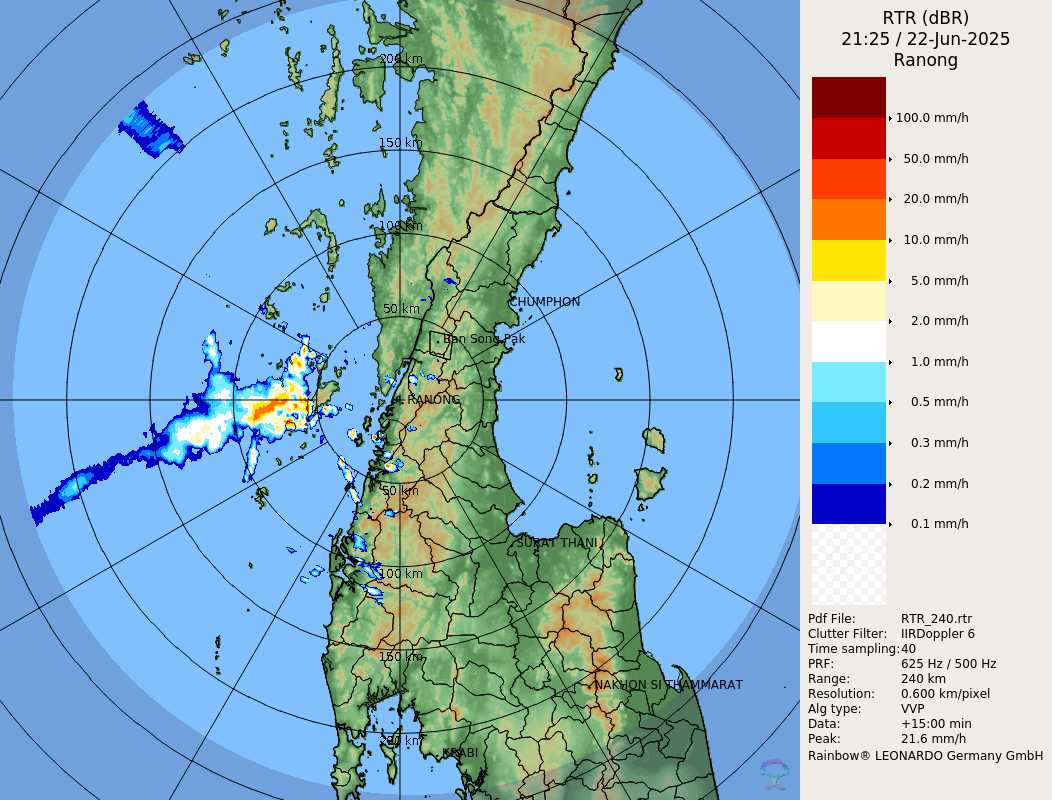 RTR (dBR)
21:25 / 22-Jun-2025
Ranong
100.0 mm/h
50.0 mm/h
20.0 mm/h
10.0 mm/h
5.0 mm/h
2.0 mm/h
1.0 mm/h
0.5 mm/h
0.3 mm/h
0.2 mm/h
0.1 mm/h
Pdf File: RTR_240.rtr
Clutter Filter: IIRDoppler 6
Time sampling: 40
PRF: 625 Hz / 500 Hz
Range: 240 km
Resolution: 0.600 km/pixel
Alg type: VVP
Data: +15:00 min
Peak: 21.6 mm/h
Rainbow® LEONARDO Germany GmbH
200 km
150 km
100 km
50 km
CHUMPHON
Ban Song Pak
RANONG
50 km
SURAT THANI
100 km
150 km
NAKHON SI THAMMARAT
200 km
KRABI